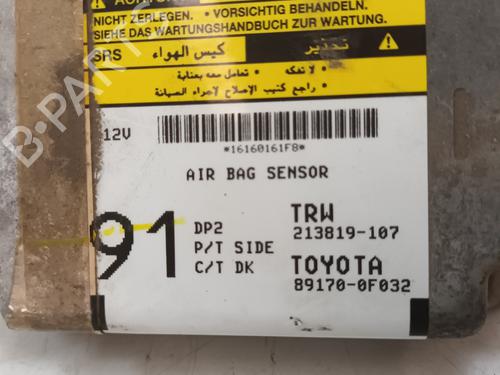 ACHTUNG
NICHT ZERLEGEN. • VORSICHTIG BEHANDELN.
SIEHE DAS WARTUNGSHANDBUCH ZUR WARTUNG.
SRS كيس الهواء تحذير
• لا تفكه • تعامل معه بعناية
• راجع كتيب الإصلاح لإجراء الصيانة
12V
*16160161F8*
AIR BAG SENSOR
91
DP2 TRW
P/T SIDE 213819-107
C/T DK TOYOTA
89170-0F032
B-PARTS